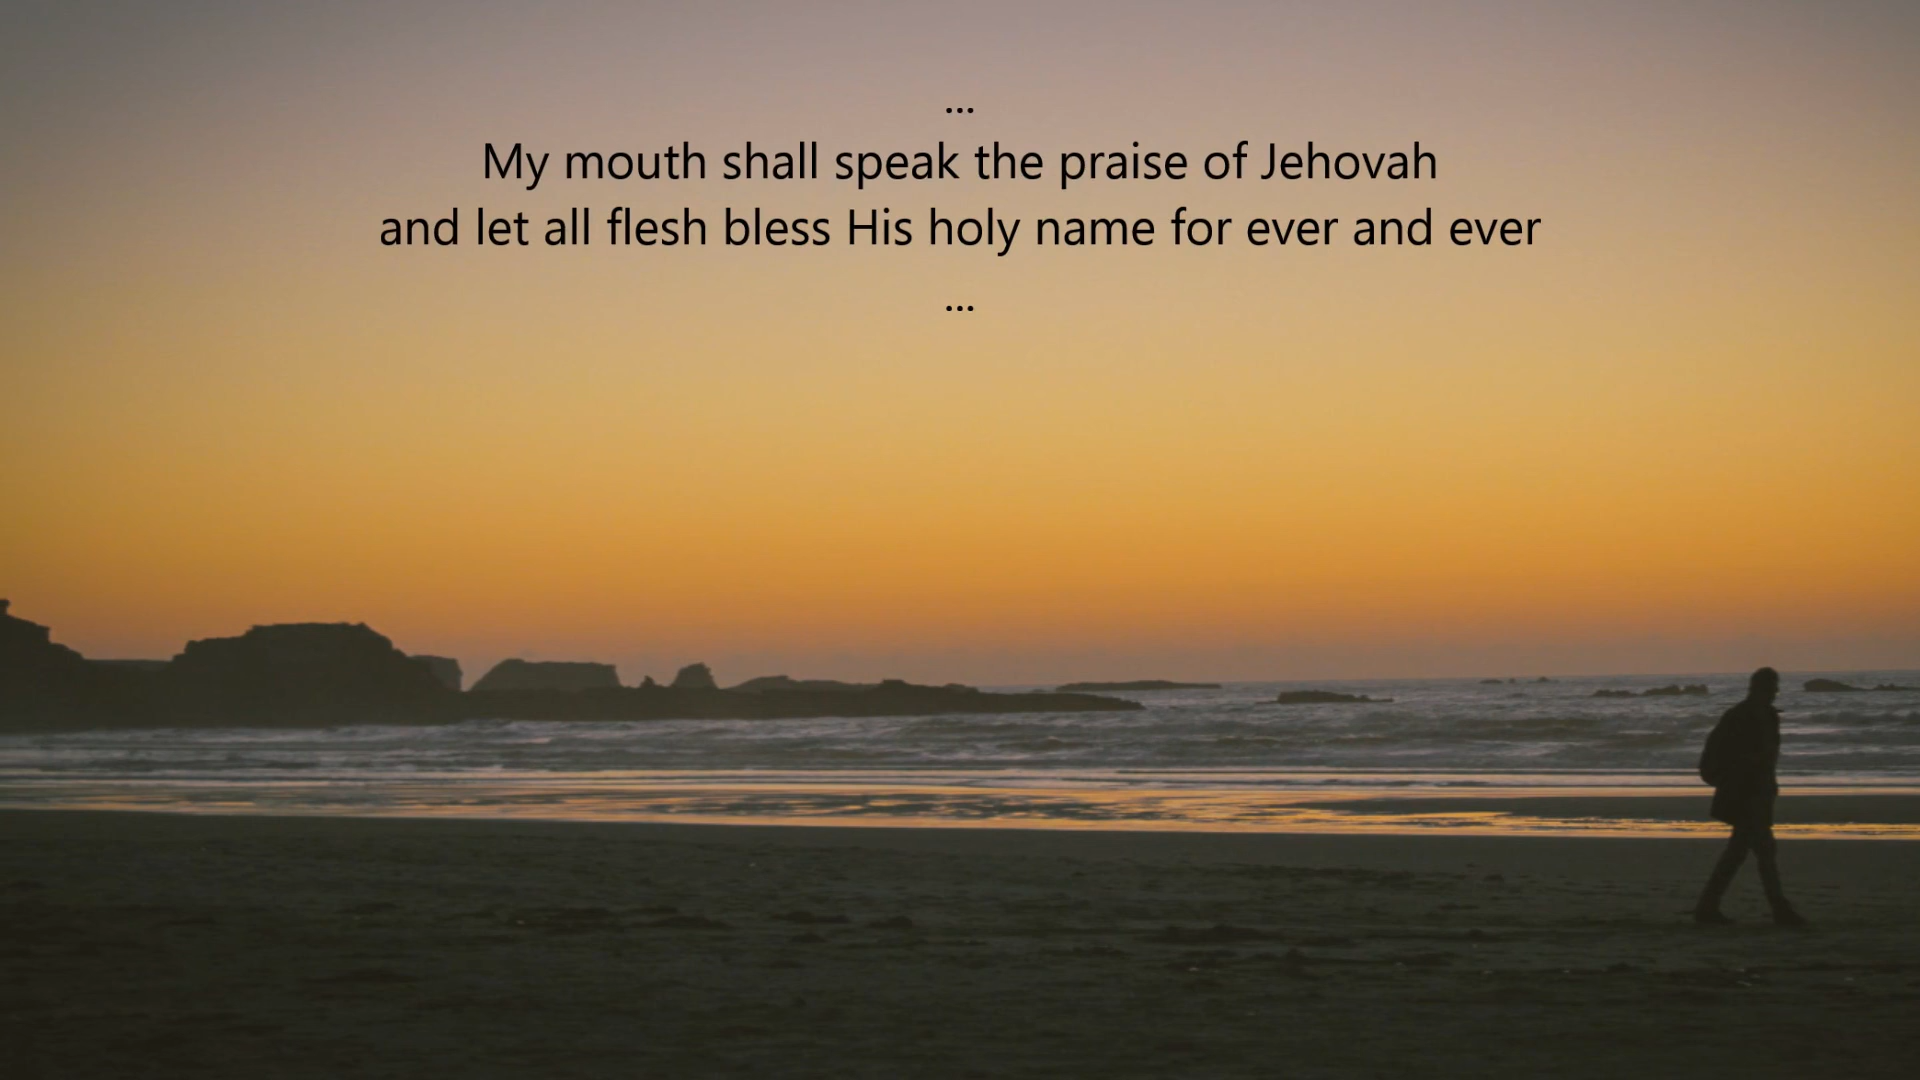 ...
My mouth shall speak the praise of Jehovah
and let all flesh bless His holy name for ever and ever
...